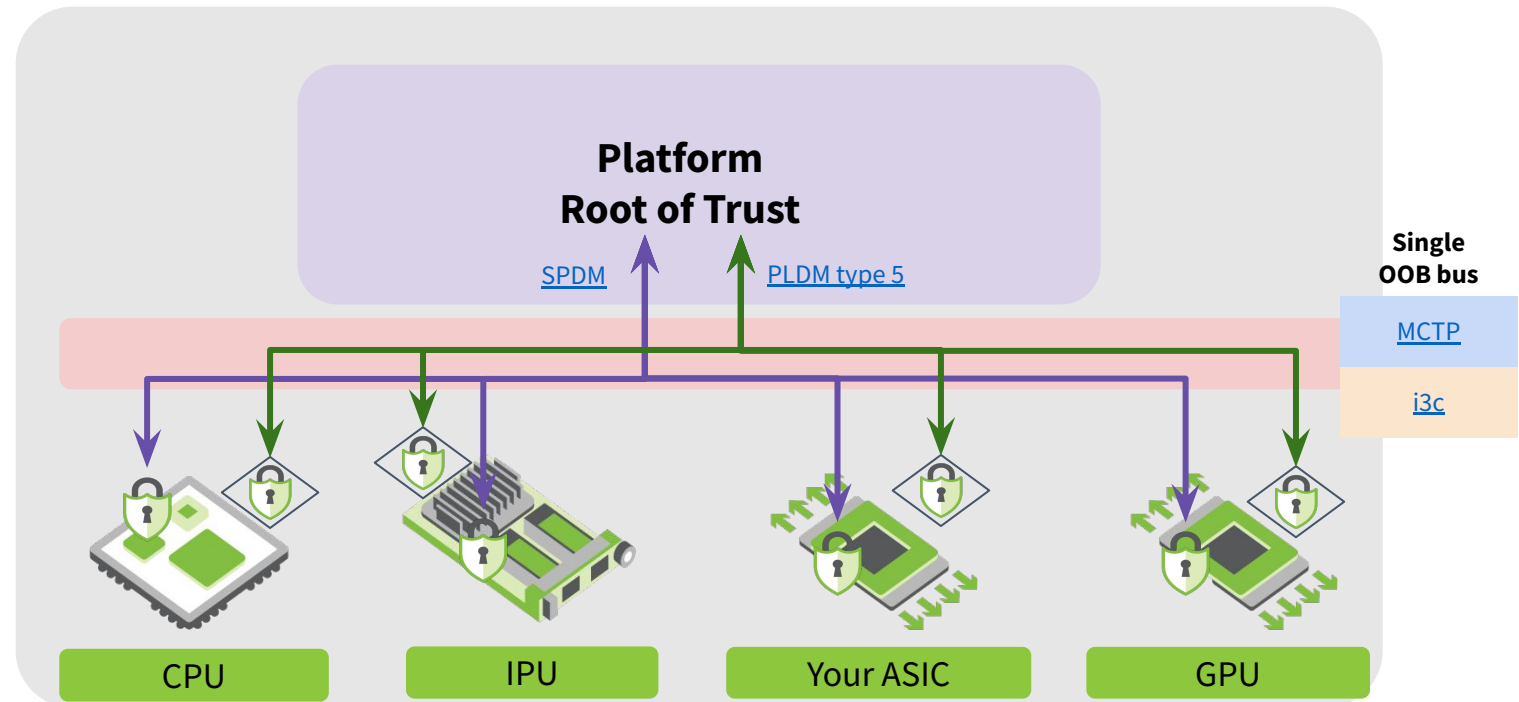 Platform
Root of Trust
SPDM
PLDM type 5
Single
OOB bus
MCTP
i3c
CPU
IPU
Your ASIC
GPU